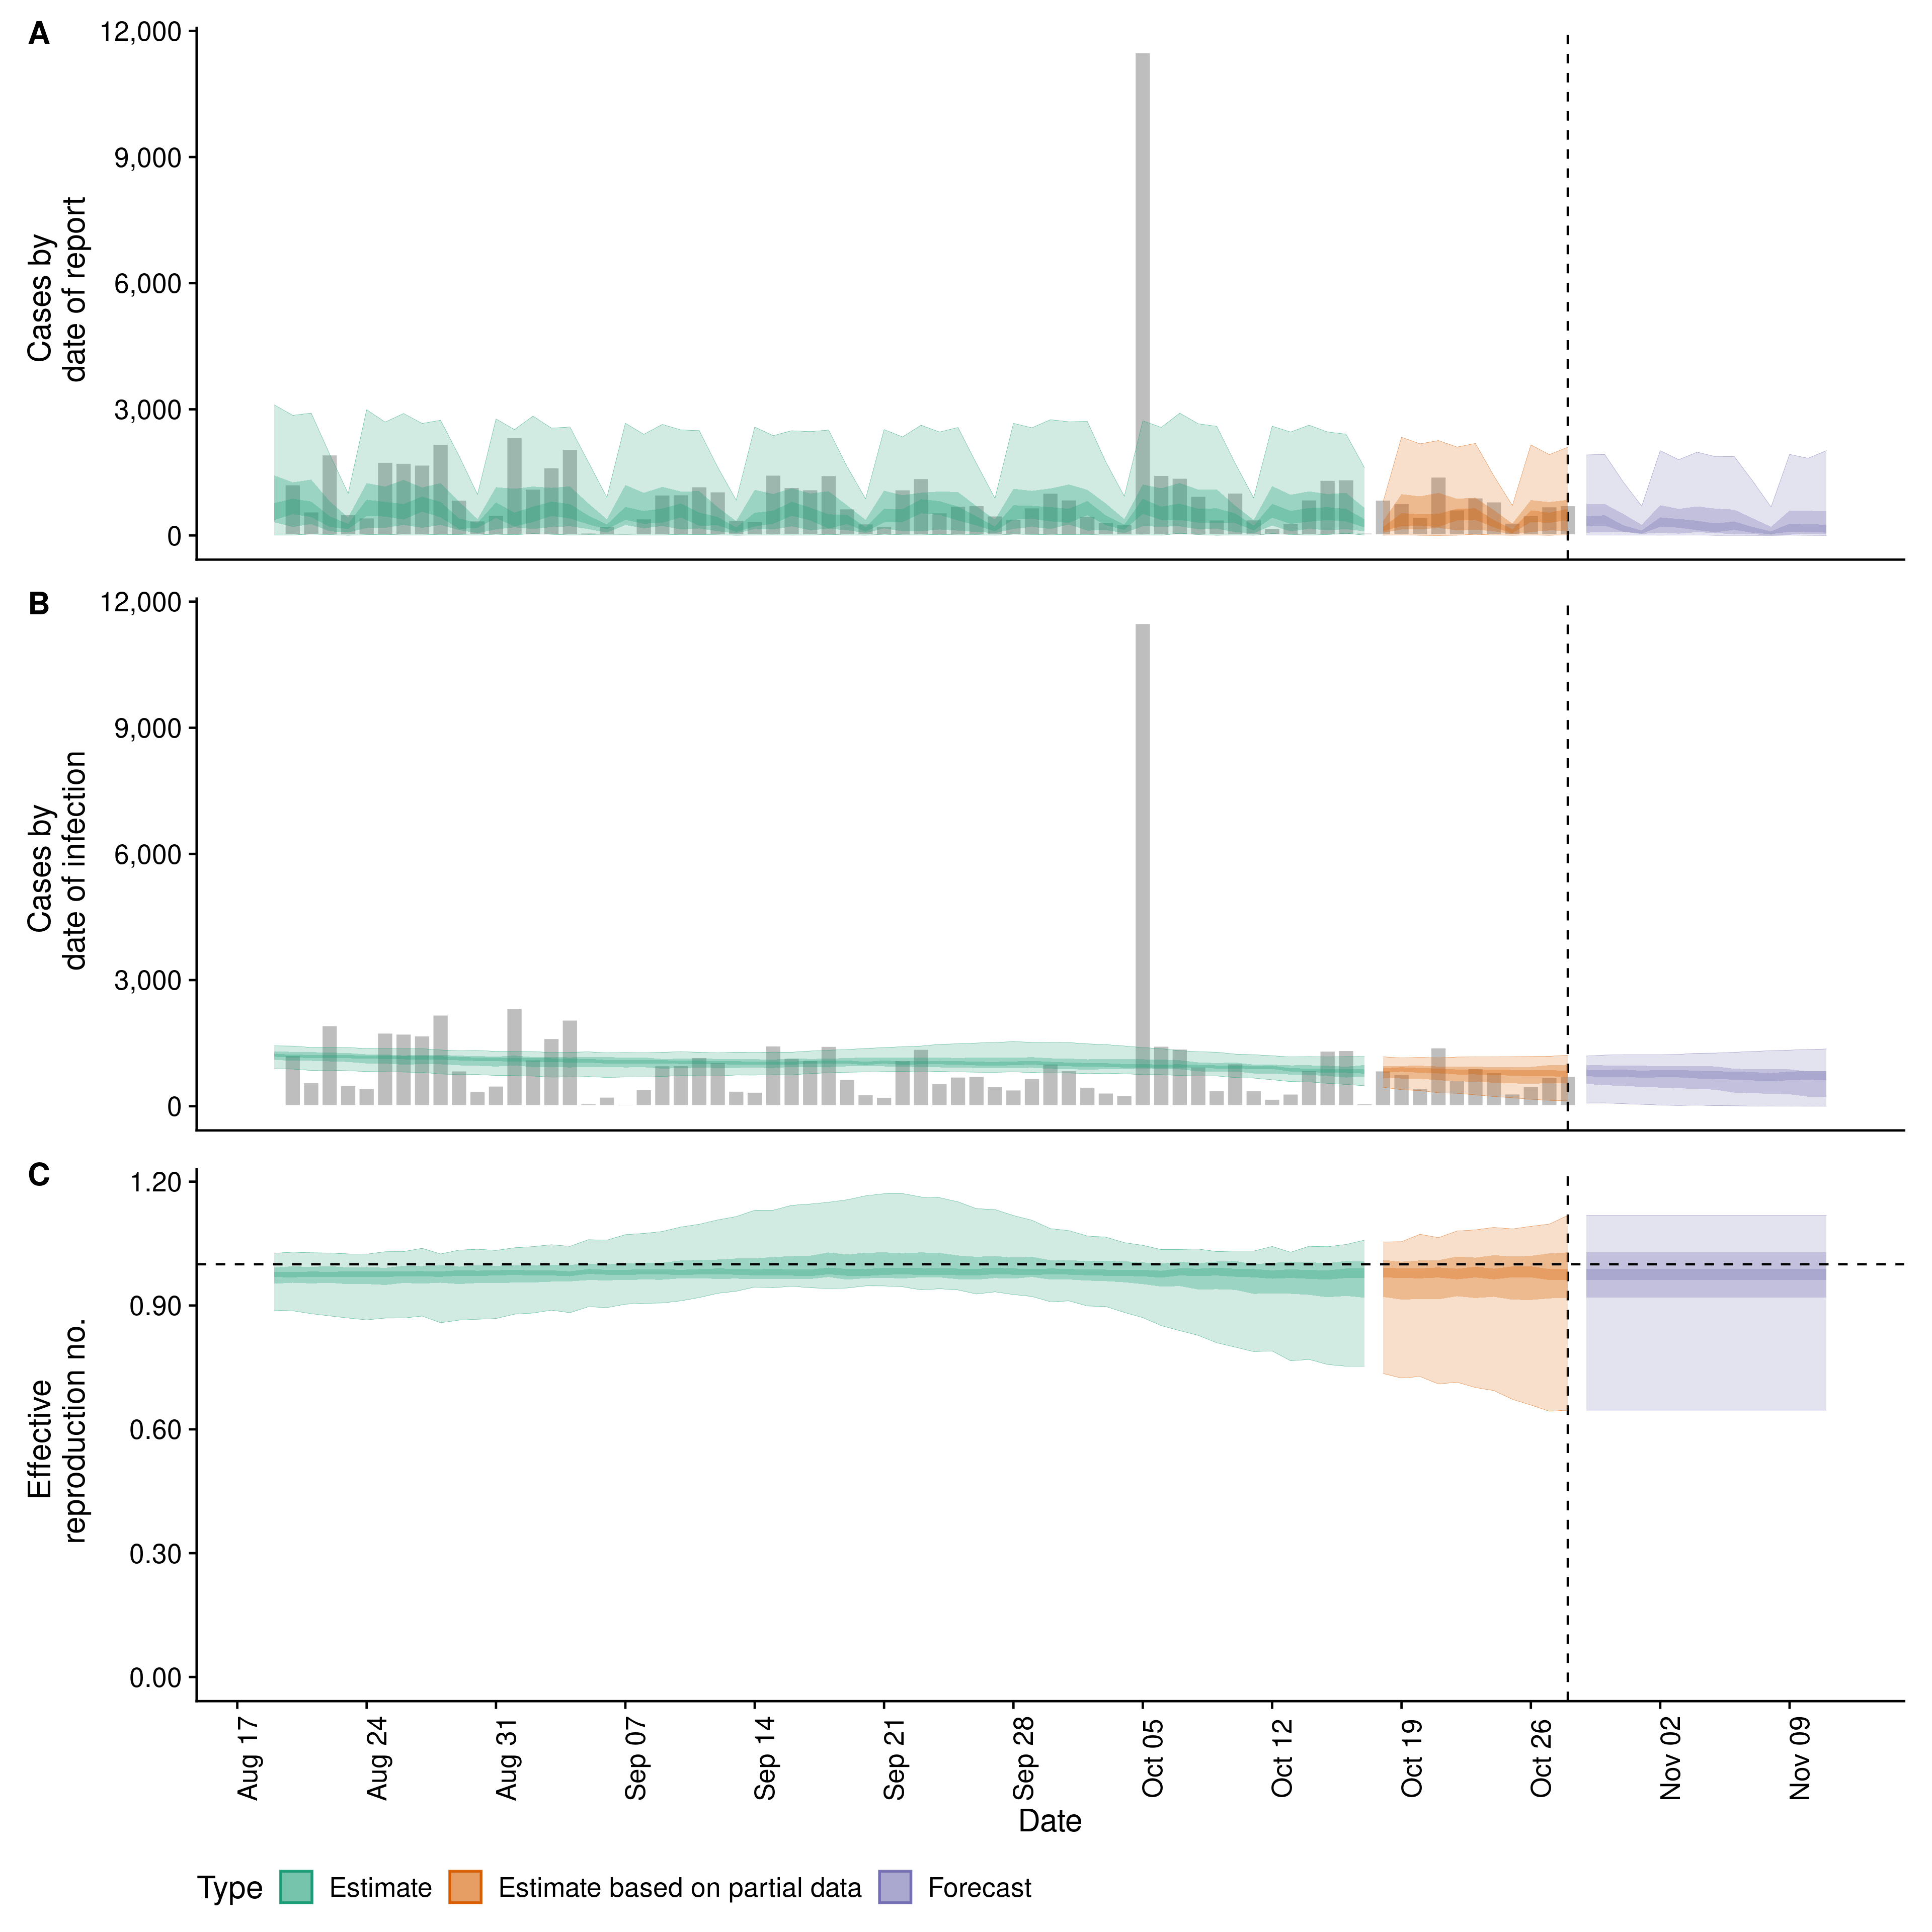 A
12,000
9,000
6,000
3,000
0
Cases by
date of report
B
12,000
9,000
6,000
3,000
0
Cases by
date of infection
C
1.20
0.90
0.60
0.30
0.00
Effective
reproduction no.
Aug 17
Aug 24
Aug 31
Sep 07
Sep 14
Sep 21
Sep 28
Oct 05
Oct 12
Oct 19
Oct 26
Nov 02
Nov 09
Date
Type Estimate Estimate based on partial data Forecast